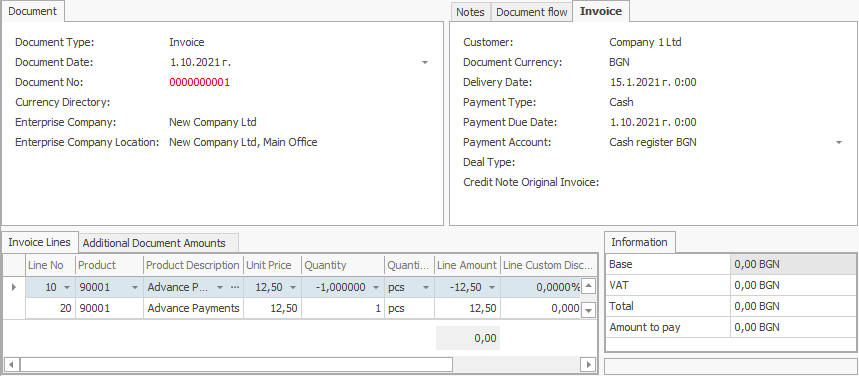 Document
Document Type: Invoice
Document Date: 1.10.2021 г.
Document No: 0000000001
Currency Directory:
Enterprise Company: New Company Ltd
Enterprise Company Location: New Company Ltd, Main Office
Notes Document flow Invoice
Customer: Company 1 Ltd
Document Currency: BGN
Delivery Date: 15.1.2021 г. 0:00
Payment Type: Cash
Payment Due Date: 1.10.2021 г. 0:00
Payment Account: Cash register BGN
Deal Type:
Credit Note Original Invoice:
Invoice Lines Additional Document Amounts
Line No Product Product Description Unit Price Quantity Quanti... Line Amount Line Custom Disc...
10 90001 Advance P... ... 12,50 -1,000000 pcs -12,50 0,0000%
20 90001 Advance Payments 12,50 1 pcs 12,50 0,000
0,00
Information
Base 0,00 BGN
VAT 0,00 BGN
Total 0,00 BGN
Amount to pay 0,00 BGN